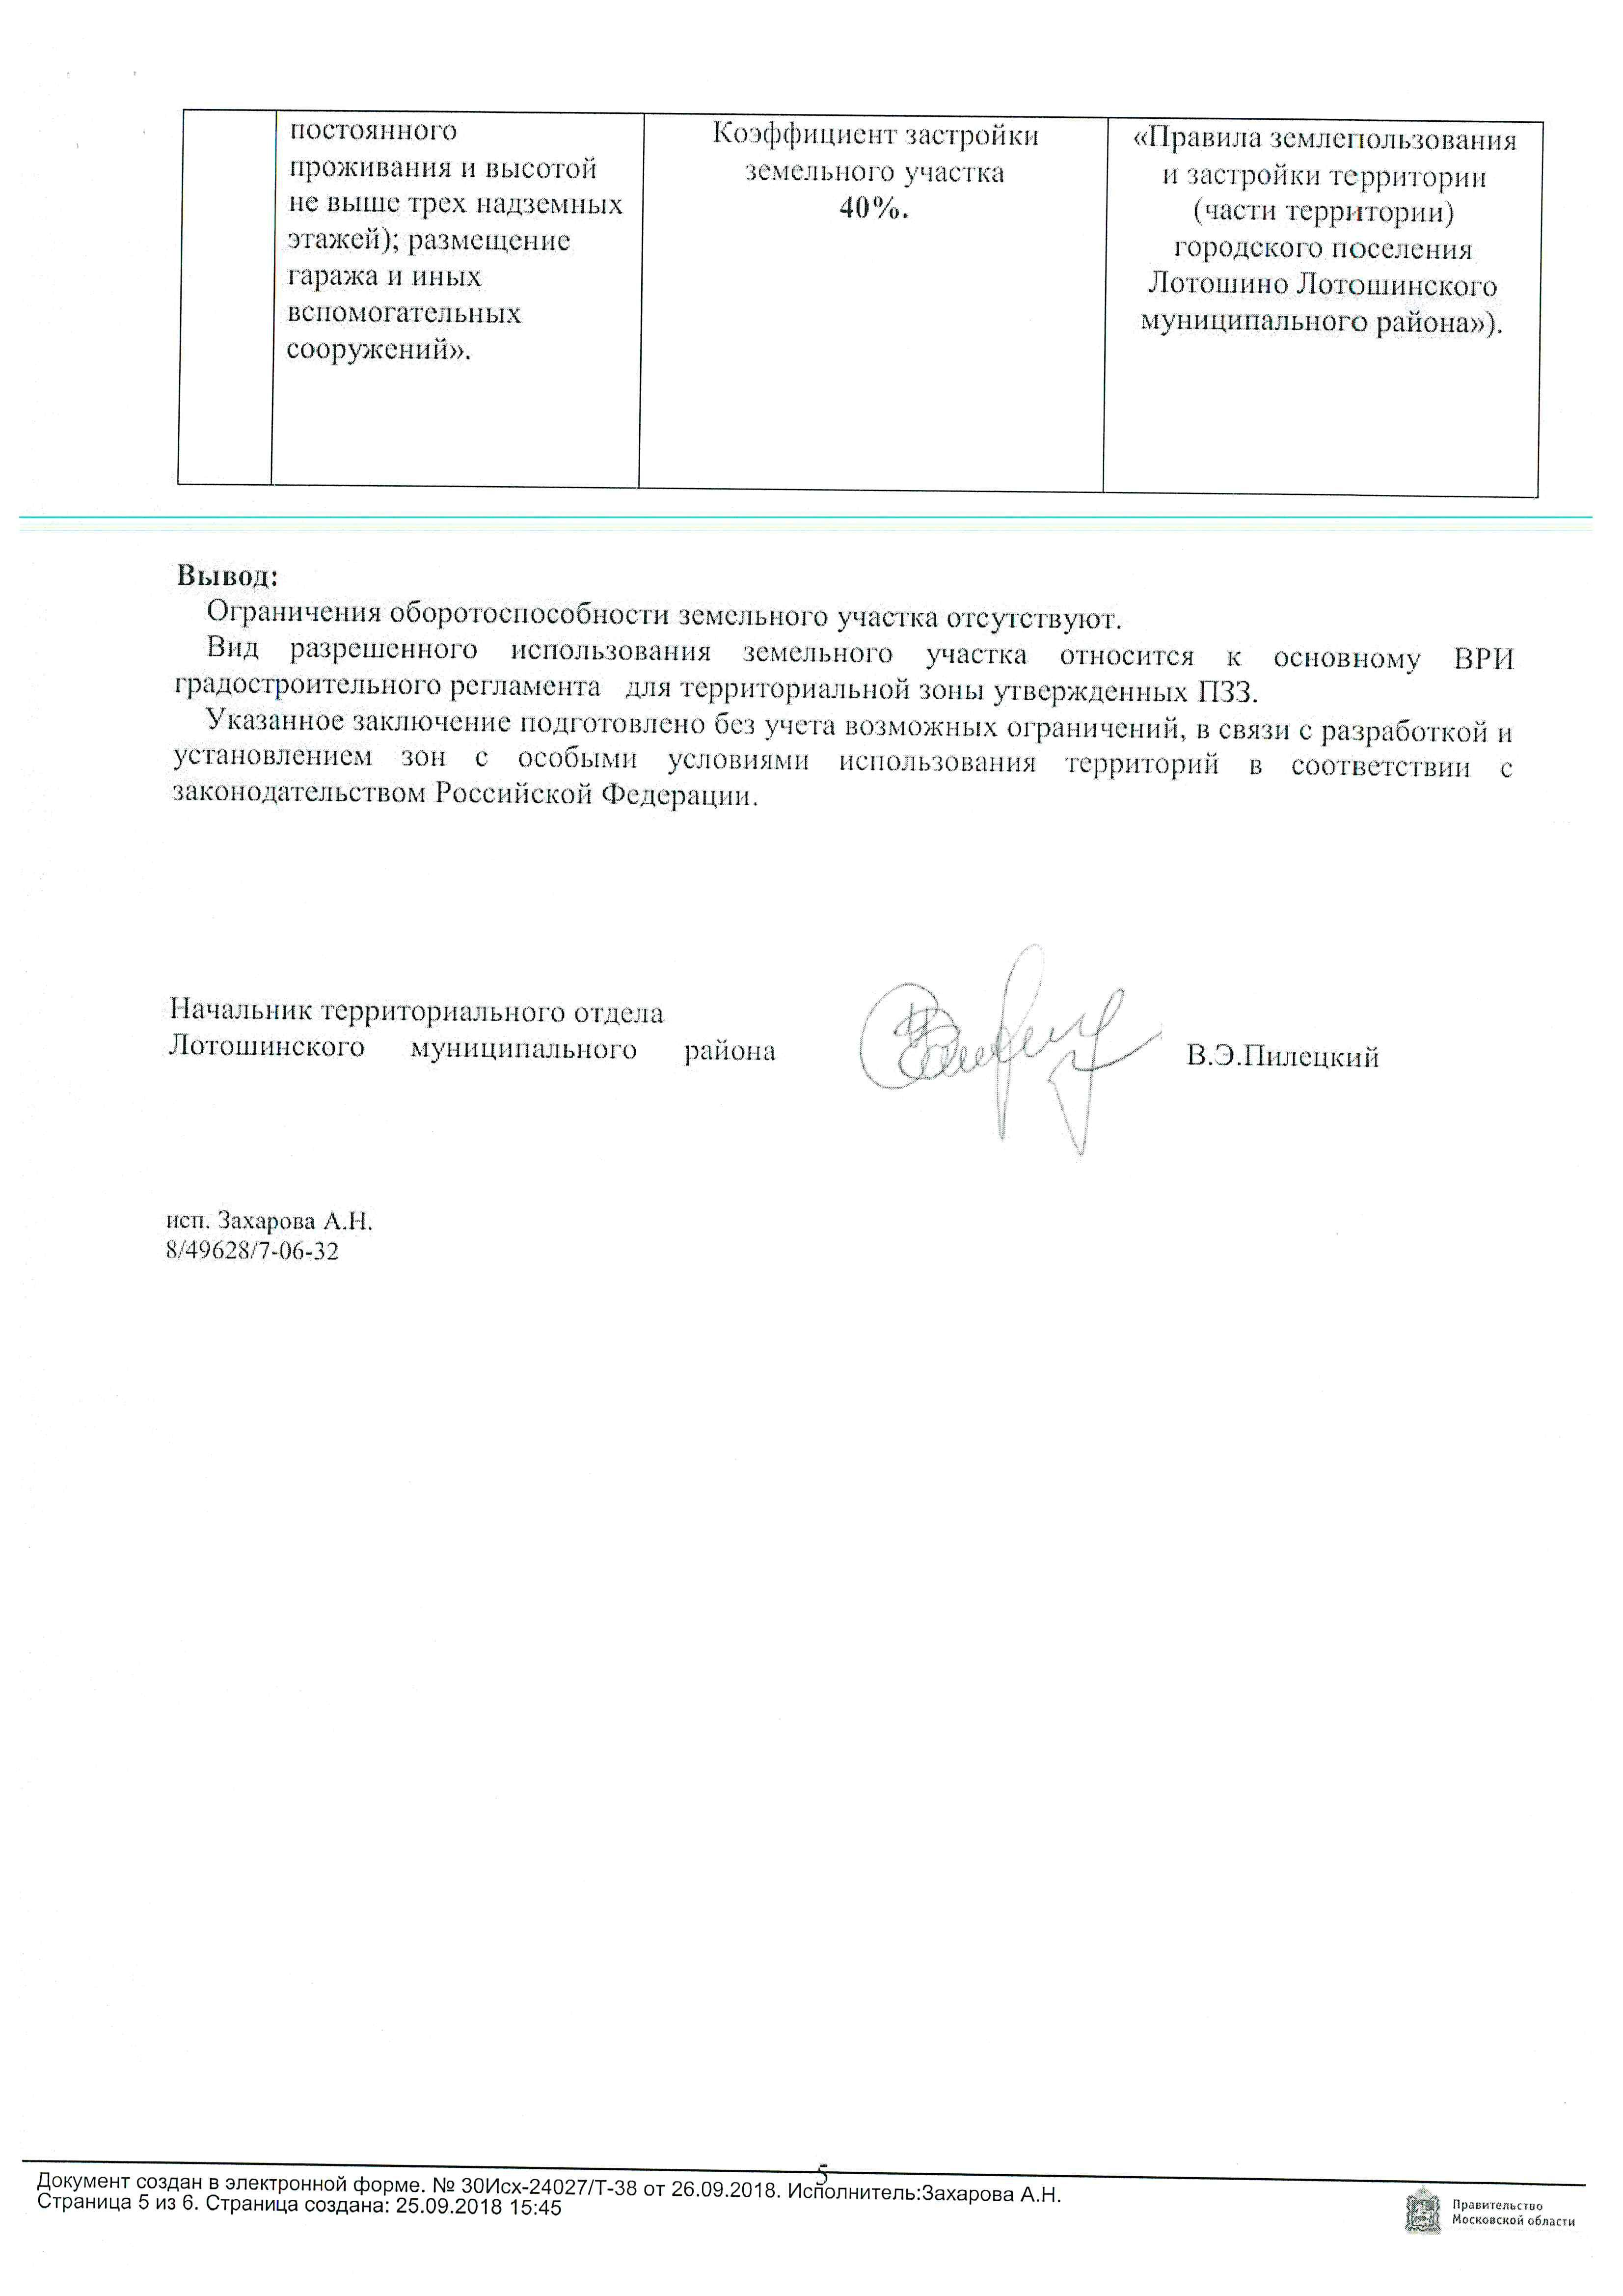 постоянного
проживания и высотой
не выше трех надземных
этажей); размещение
гаража и иных
вспомогательных
сооружений».
Коэффициент застройки
земельного участка
40%.
«Правила землепользования
и застройки территории
(части территории)
городского поселения
Лотошино Лотошинского
муниципального района»).
Вывод:
Ограничения оборотоспособности земельного участка отсутствуют.
Вид разрешенного использования земельного участка относится к основному ВРИ
градостроительного регламента для территориальной зоны утвержденных ПЗЗ.
Указанное заключение подготовлено без учета возможных ограничений, в связи с разработкой и
установлением зон с особыми условиями использования территорий в соответствии с
законодательством Российской Федерации.
Начальник территориального отдела
Лотошинского муниципального района
В.Э.Пилецкий
исп. Захарова А.Н.
8/49628/7-06-32
5
Документ создан в электронной форме. № 30Исх-24027/Т-38 от 26.09.2018. Исполнитель:Захарова А.Н.
Страница 5 из 6. Страница создана: 25.09.2018 15:45
Правительство
Московской области